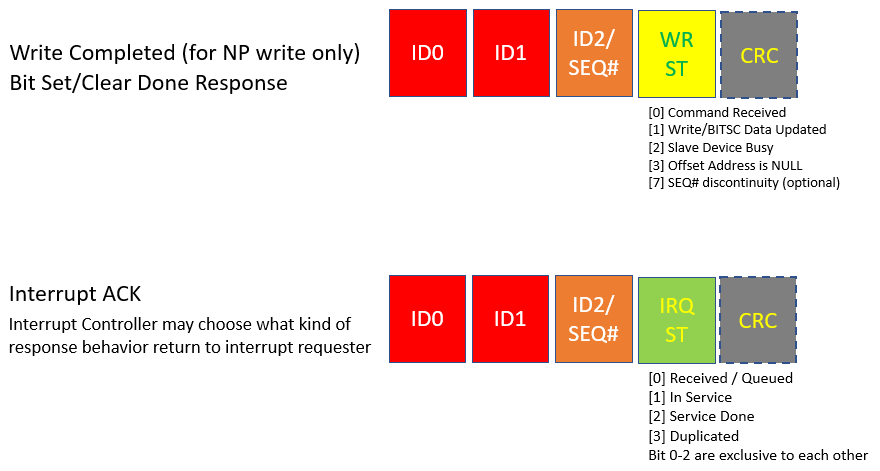 Write Completed (for NP write only)
Bit Set/Clear Done Response
ID0
ID1
ID2/
SEQ#
WR
ST
CRC
[0] Command Received
[1] Write/BITSC Data Updated
[2] Slave Device Busy
[3] Offset Address is NULL
[7] SEQ# discontinuity (optional)
Interrupt ACK
Interrupt Controller may choose what kind of
response behavior return to interrupt requester
ID0
ID1
ID2/
SEQ#
IRQ
ST
CRC
[0] Received / Queued
[1] In Service
[2] Service Done
[3] Duplicated
Bit 0-2 are exclusive to each other